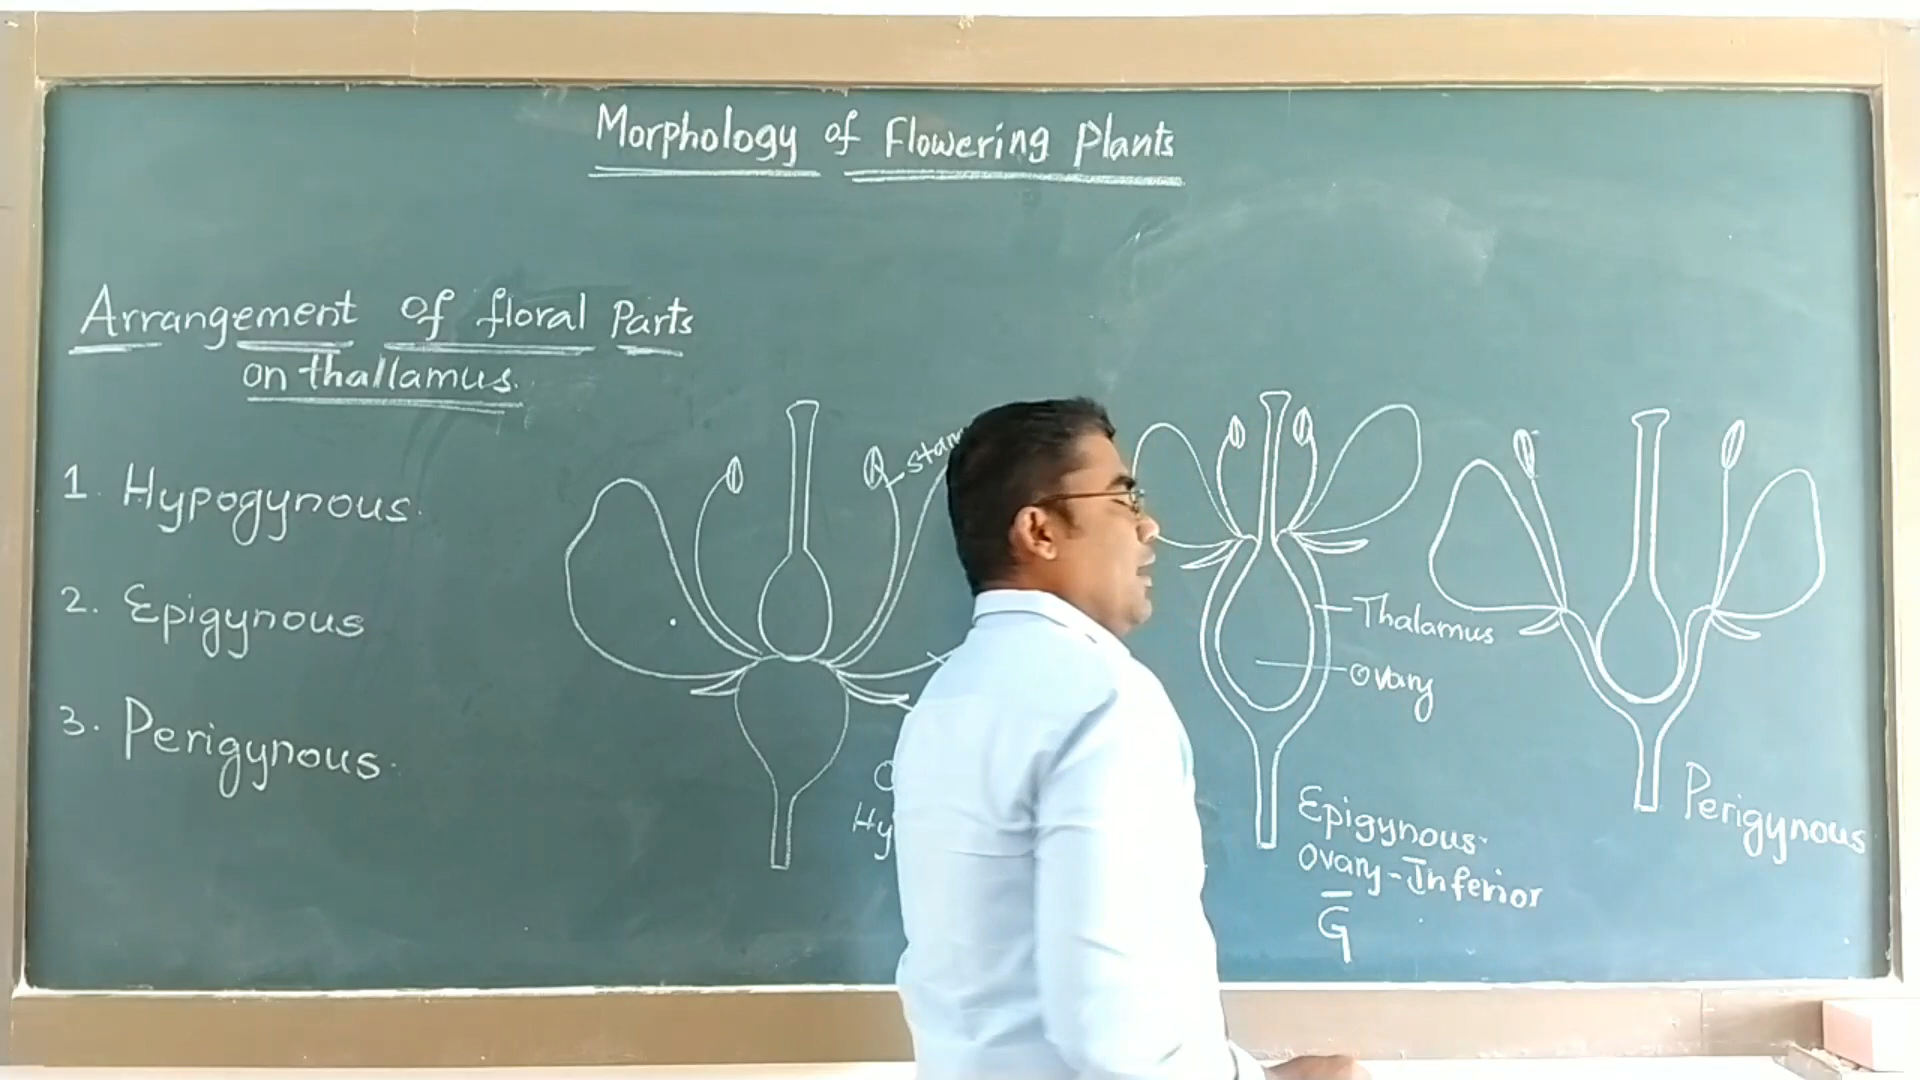 Morphology of Flowering Plants
Arrangement of floral Parts
on thallamus.
1. Hypogynous.
2. Epigynous
3. Perigynous.
Thalamus
Ovary
Epigynous
Ovary-Inferior
G̅
Perigynous